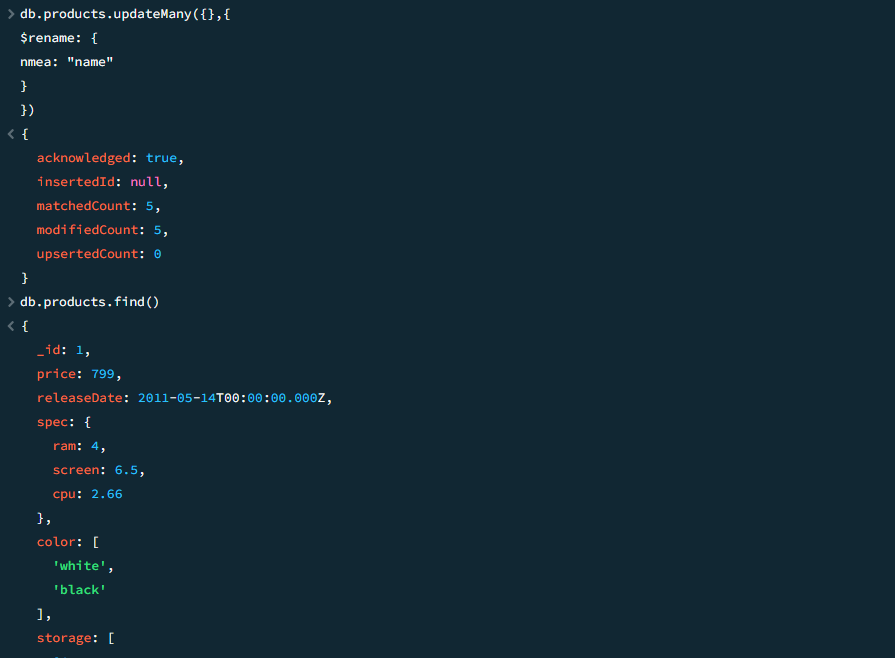 db.products.updateMany({},{
$rename: {
nmea: "name"
}
})
{
acknowledged: true,
insertedId: null,
matchedCount: 5,
modifiedCount: 5,
upsertedCount: 0
}
db.products.find()
{
_id: 1,
price: 799,
releaseDate: 2011-05-14T00:00:00.000Z,
spec: {
ram: 4,
screen: 6.5,
cpu: 2.66
},
color: [
'white',
'black'
],
storage: [